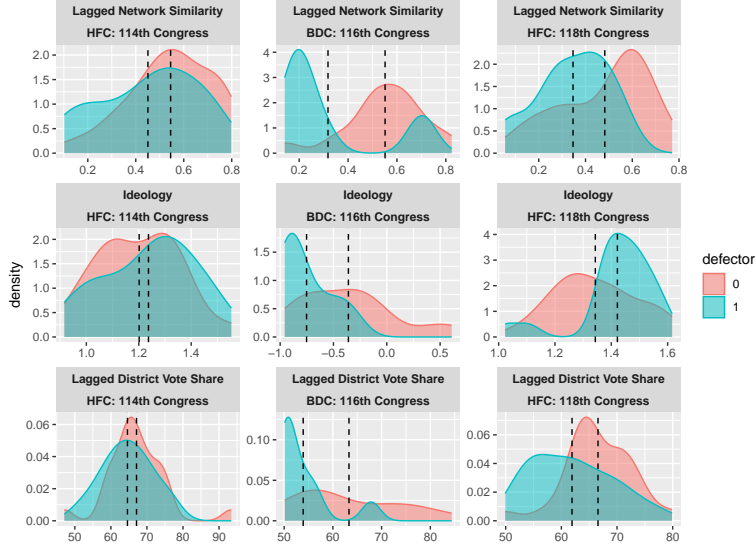 Lagged Network Similarity
HFC: 114th Congress
Lagged Network Similarity
BDC: 116th Congress
Lagged Network Similarity
HFC: 118th Congress
2.0
1.5
1.0
0.5
0.0
0.2 0.4 0.6 0.8
4
3
2
1
0
0.2 0.4 0.6 0.8
2.0
1.5
1.0
0.5
0.0
0.2 0.4 0.6 0.8
Ideology
HFC: 114th Congress
Ideology
BDC: 116th Congress
Ideology
HFC: 118th Congress
density
2.0
1.5
1.0
0.5
0.0
1.0 1.2 1.4
1.5
1.0
0.5
0.0
−1.0 −0.5 0.0 0.5
4
3
2
1
0
1.0 1.2 1.4 1.6
defector
0
1
Lagged District Vote Share
HFC: 114th Congress
Lagged District Vote Share
BDC: 116th Congress
Lagged District Vote Share
HFC: 118th Congress
0.06
0.04
0.02
0.00
50 60 70 80 90
0.10
0.05
0.00
50 60 70 80
0.06
0.04
0.02
0.00
50 60 70 80